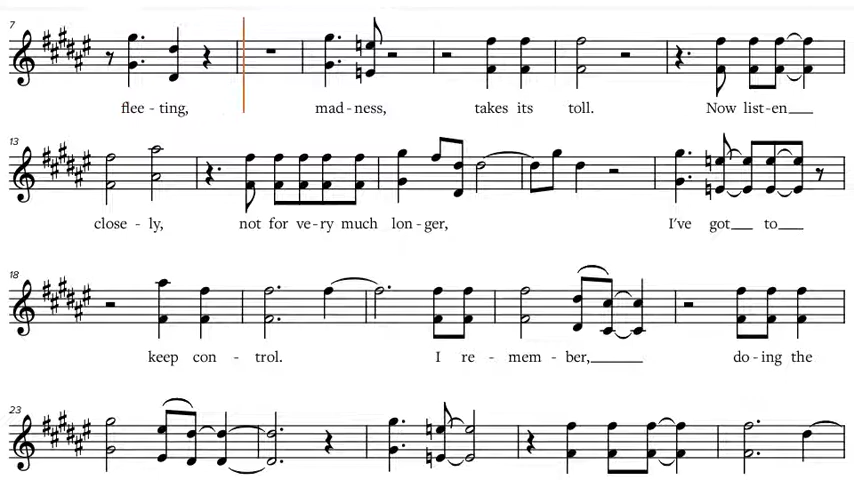 7
flee - ting, mad - ness, takes its toll. Now list - en
13
close - ly, not for ve - ry much lon - ger, I've got to
18
keep con - trol. I re - mem - ber, do - ing the
23